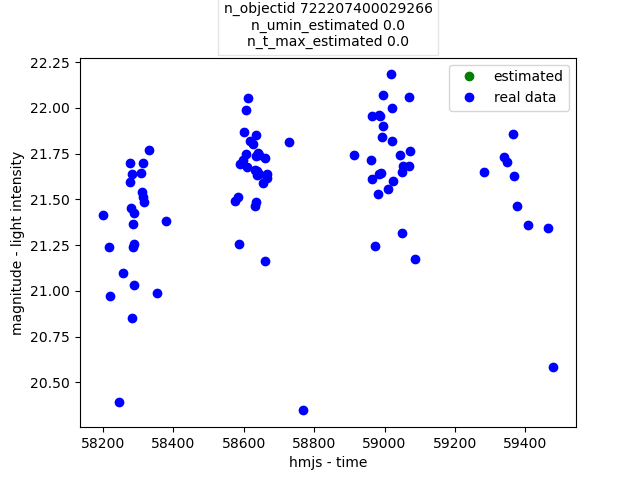 n_objectid 722207400029266
n_umin_estimated 0.0
n_t_max_estimated 0.0
estimated
real data
magnitude - light intensity
22.25
22.00
21.75
21.50
21.25
21.00
20.75
20.50
58200 58400 58600 58800 59000 59200 59400
hmjs - time